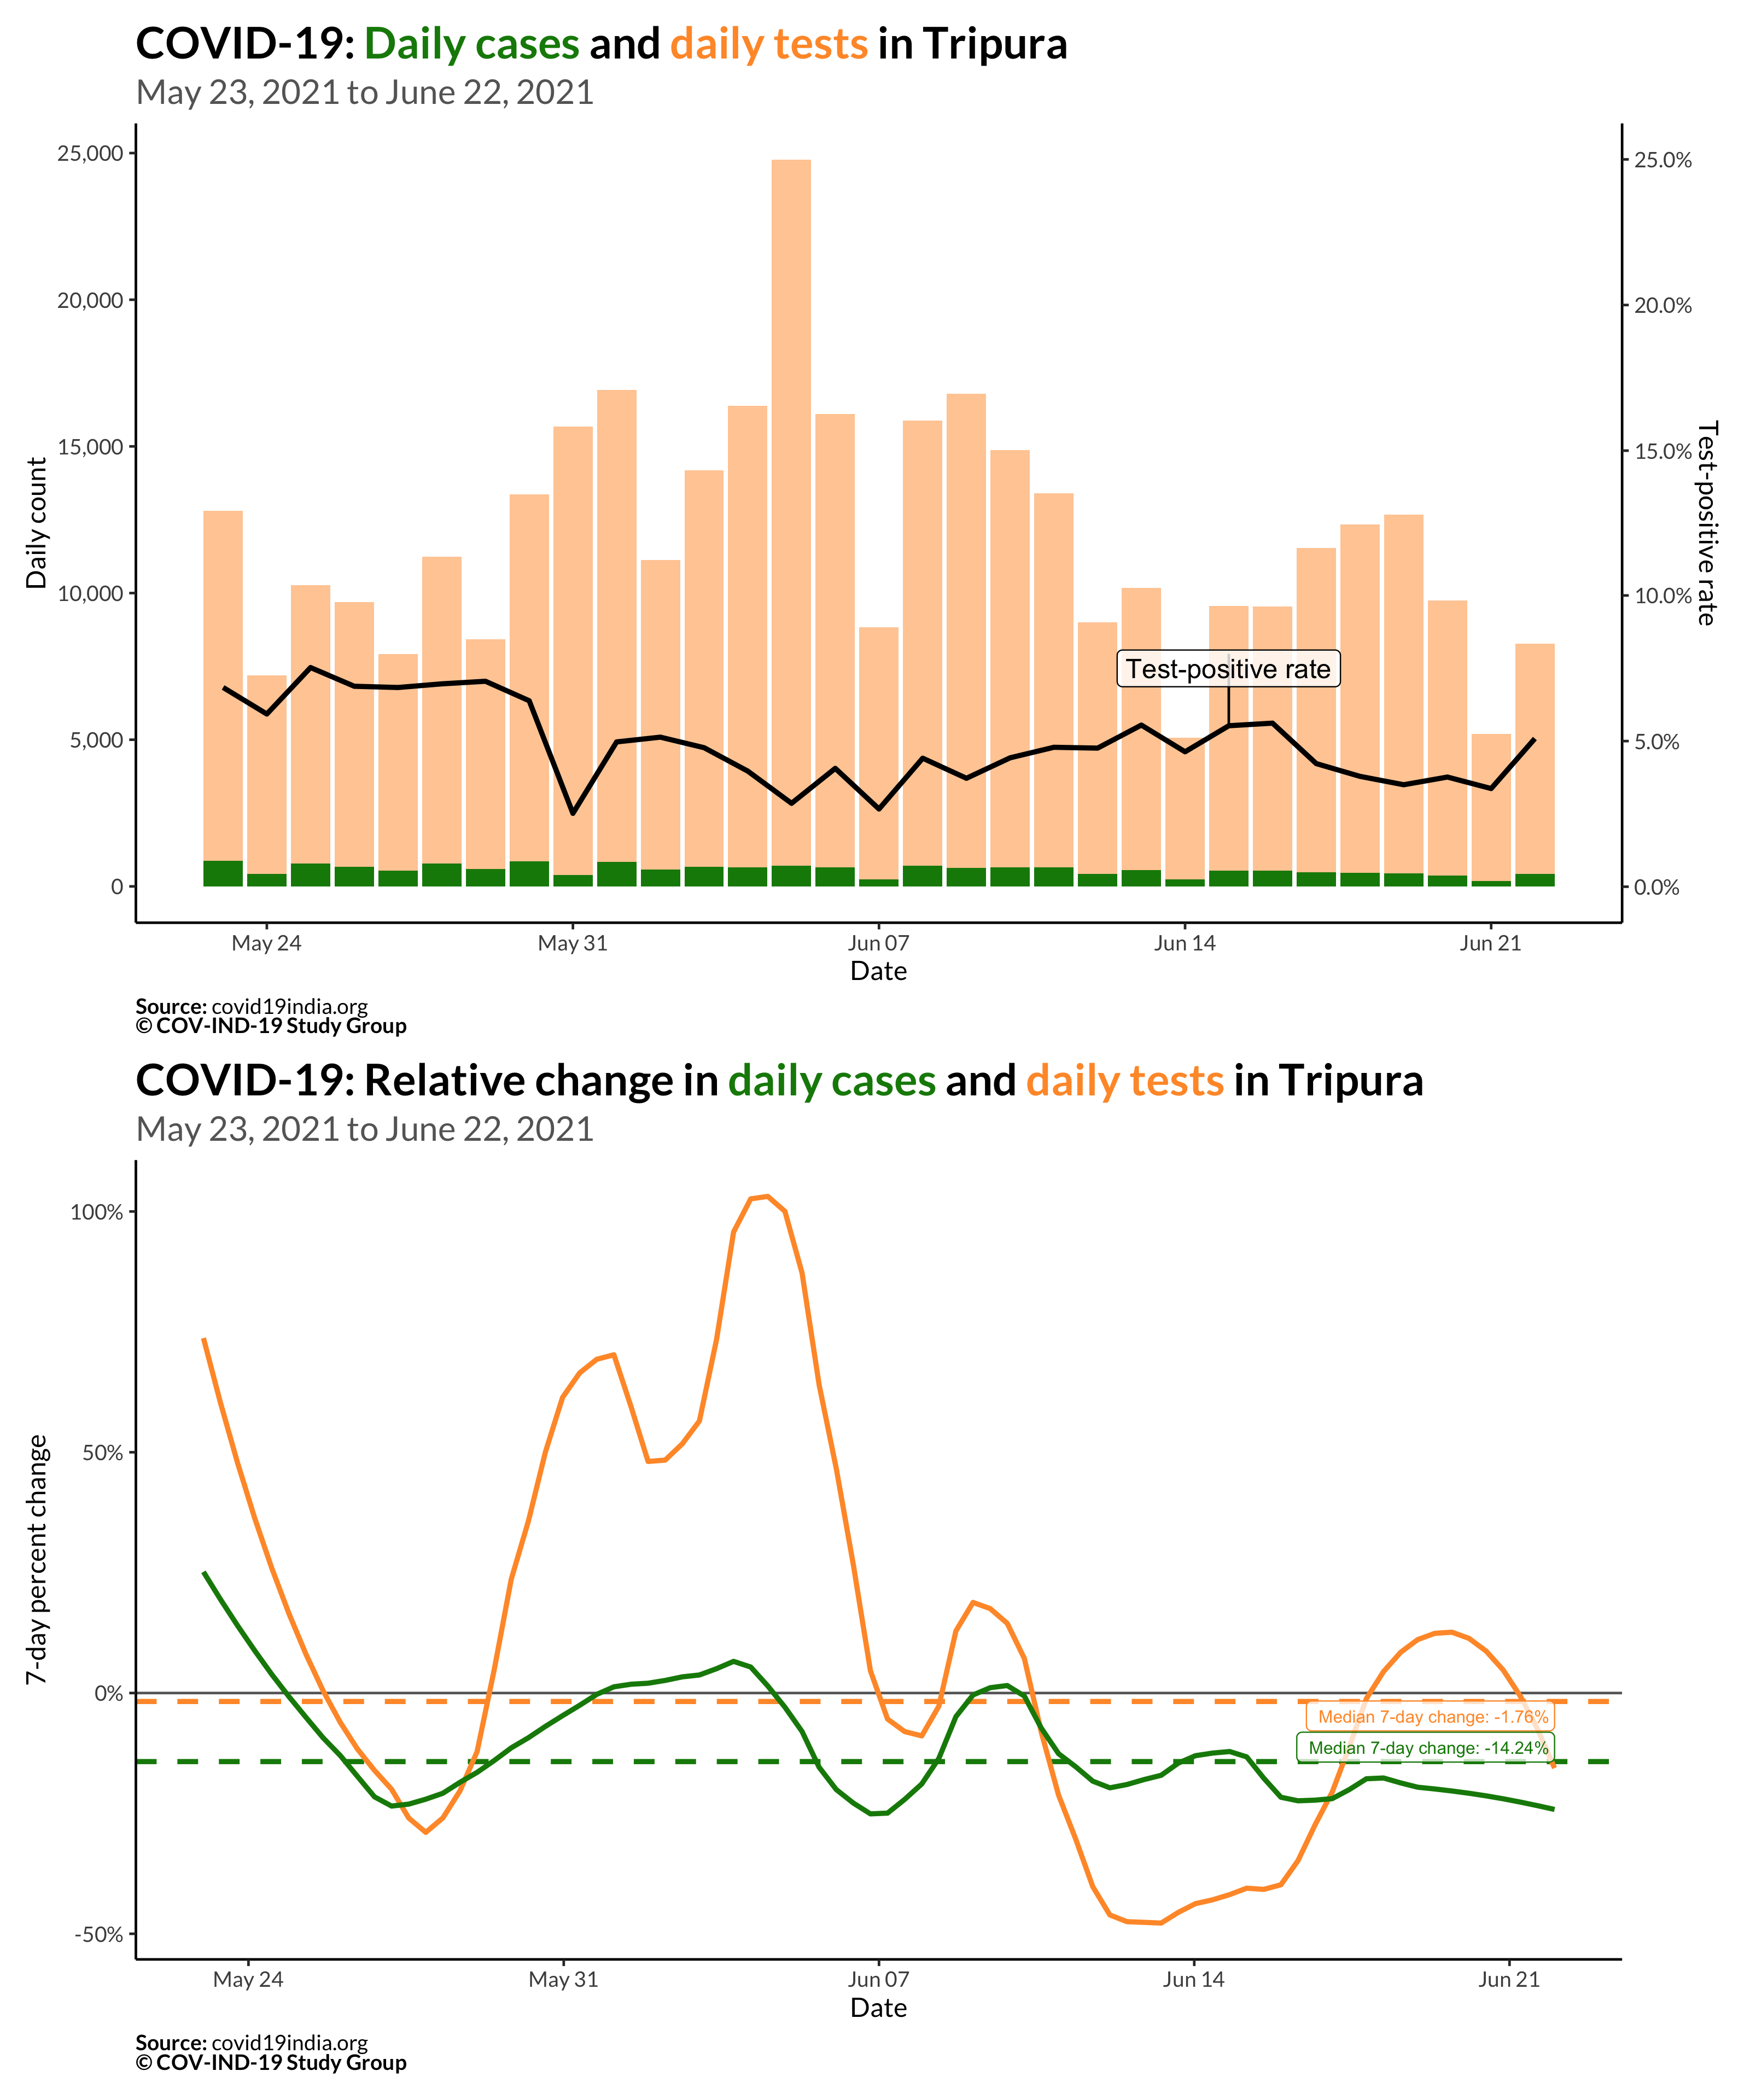 COVID-19: Daily cases and daily tests in Tripura
May 23, 2021 to June 22, 2021
25,000
20,000
15,000
10,000
5,000
0
Daily count
25.0%
20.0%
15.0%
10.0%
5.0%
0.0%
Test-positive rate
Test-positive rate
May 24
May 31
Jun 07
Jun 14
Jun 21
Date
Source: covid19india.org
© COV-IND-19 Study Group
COVID-19: Relative change in daily cases and daily tests in Tripura
May 23, 2021 to June 22, 2021
100%
50%
0%
-50%
7-day percent change
Median 7-day change: -1.76%
Median 7-day change: -14.24%
May 24
May 31
Jun 07
Jun 14
Jun 21
Date
Source: covid19india.org
© COV-IND-19 Study Group